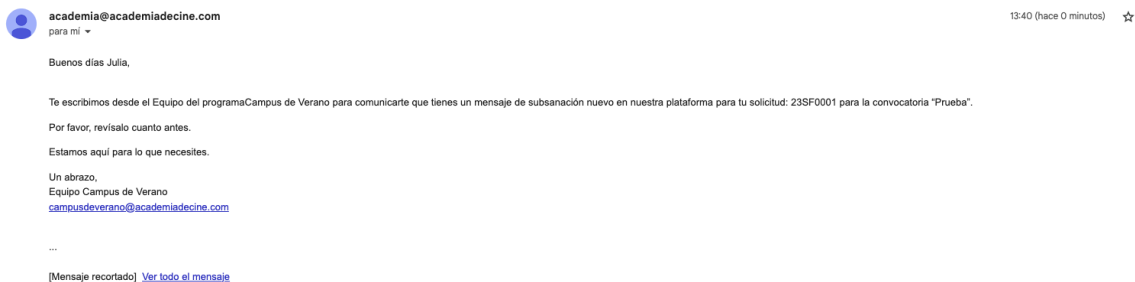 academia@academiadecine.com
13:40 (hace 0 minutos)
para mí
Buenos días Julia,
Te escribimos desde el Equipo del programaCampus de Verano para comunicarte que tienes un mensaje de subsanación nuevo en nuestra plataforma para tu solicitud: 23SF0001 para la convocatoria “Prueba”.
Por favor, revísalo cuanto antes.
Estamos aquí para lo que necesites.
Un abrazo,
Equipo Campus de Verano
campusdeverano@academiadecine.com
...
[Mensaje recortado] Ver todo el mensaje